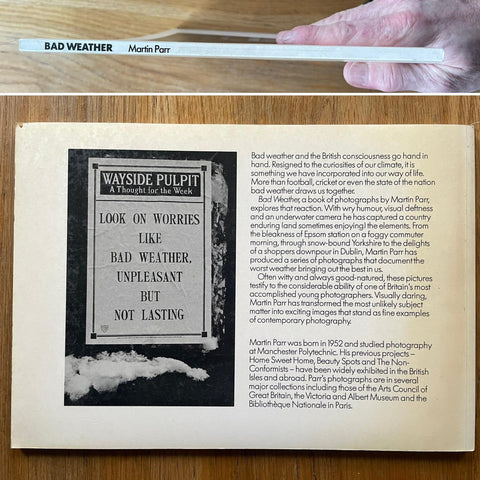 BAD WEATHER Martin Parr
WAYSIDE PULPIT
A Thought for the Week
LOOK ON WORRIES
LIKE
BAD WEATHER,
UNPLEASANT
BUT
NOT LASTING
Bad weather and the British consciousness go hand in
hand. Resigned to the curiosities of our climate, it is
something we have incorporated into our way of life.
More than football, cricket or even the state of the nation
bad weather draws us together.
Bad Weather, a book of photographs by Martin Parr,
explores that reaction. With wry humour, visual deftness
and an underwater camera he has captured a country
enduring (and sometimes enjoying) the elements. From
the bleakness of Epsom station on a foggy commuter
morning, through snow-bound Yorkshire to the delights
of a shoppers downpour in Dublin, Martin Parr has
produced a series of photographs that document the
worst weather bringing out the best in us.
Often witty and always good-natured, these pictures
testify to the considerable ability of one of Britain's most
accomplished young photographers. Visually daring,
Martin Parr has transformed the most unlikely subject
matter into exciting images that stand as fine examples
of contemporary photography.
Martin Parr was born in 1952 and studied photography
at Manchester Polytechnic. His previous projects –
Home Sweet Home, Beauty Spots and The Non-
Conformists – have been widely exhibited in the British
Isles and abroad. Parr's photographs are in several
major collections including those of the Arts Council of
Great Britain, the Victoria and Albert Museum and the
Bibliothèque Nationale in Paris.